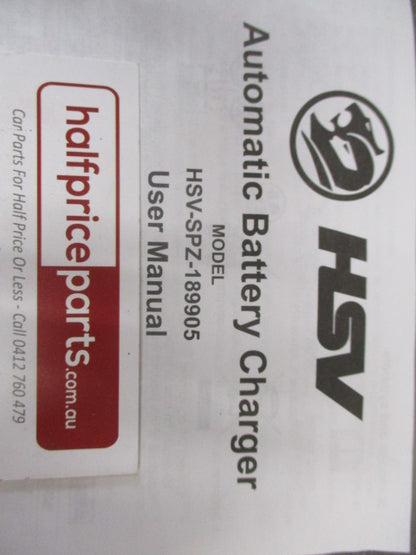 HSV
Automatic Battery Charger
MODEL
HSV-SPZ-189905
User Manual
halfpriceparts.com.au
Car Parts For Half Price Or Less - Call 0412 760 479